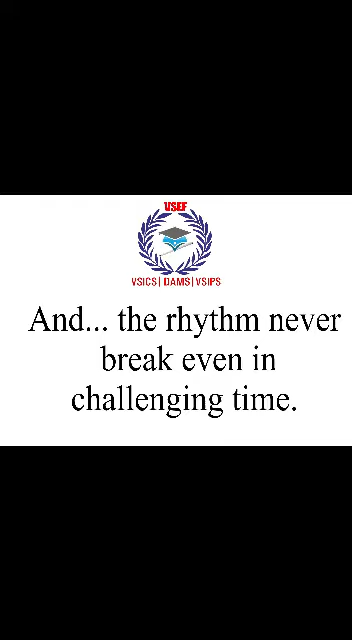 VSEF
VSICS| DAMS| VSIPS
And... the rhythm never
break even in
challenging time.